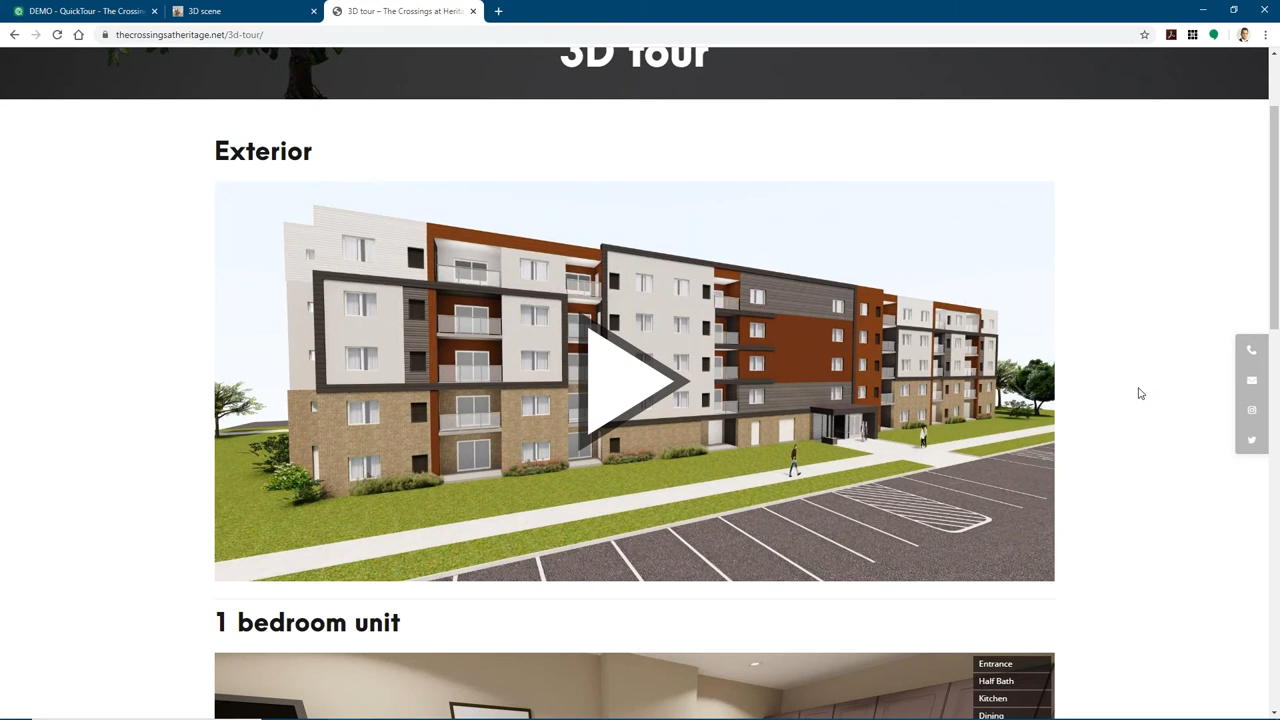 DEMO - QuickTour - The Crossin
3D scene
3D tour – The Crossings at Herita
thecrossingsatheritage.net/3d-tour/
3D tour
Exterior
1 bedroom unit
Entrance
Half Bath
Kitchen
Dining